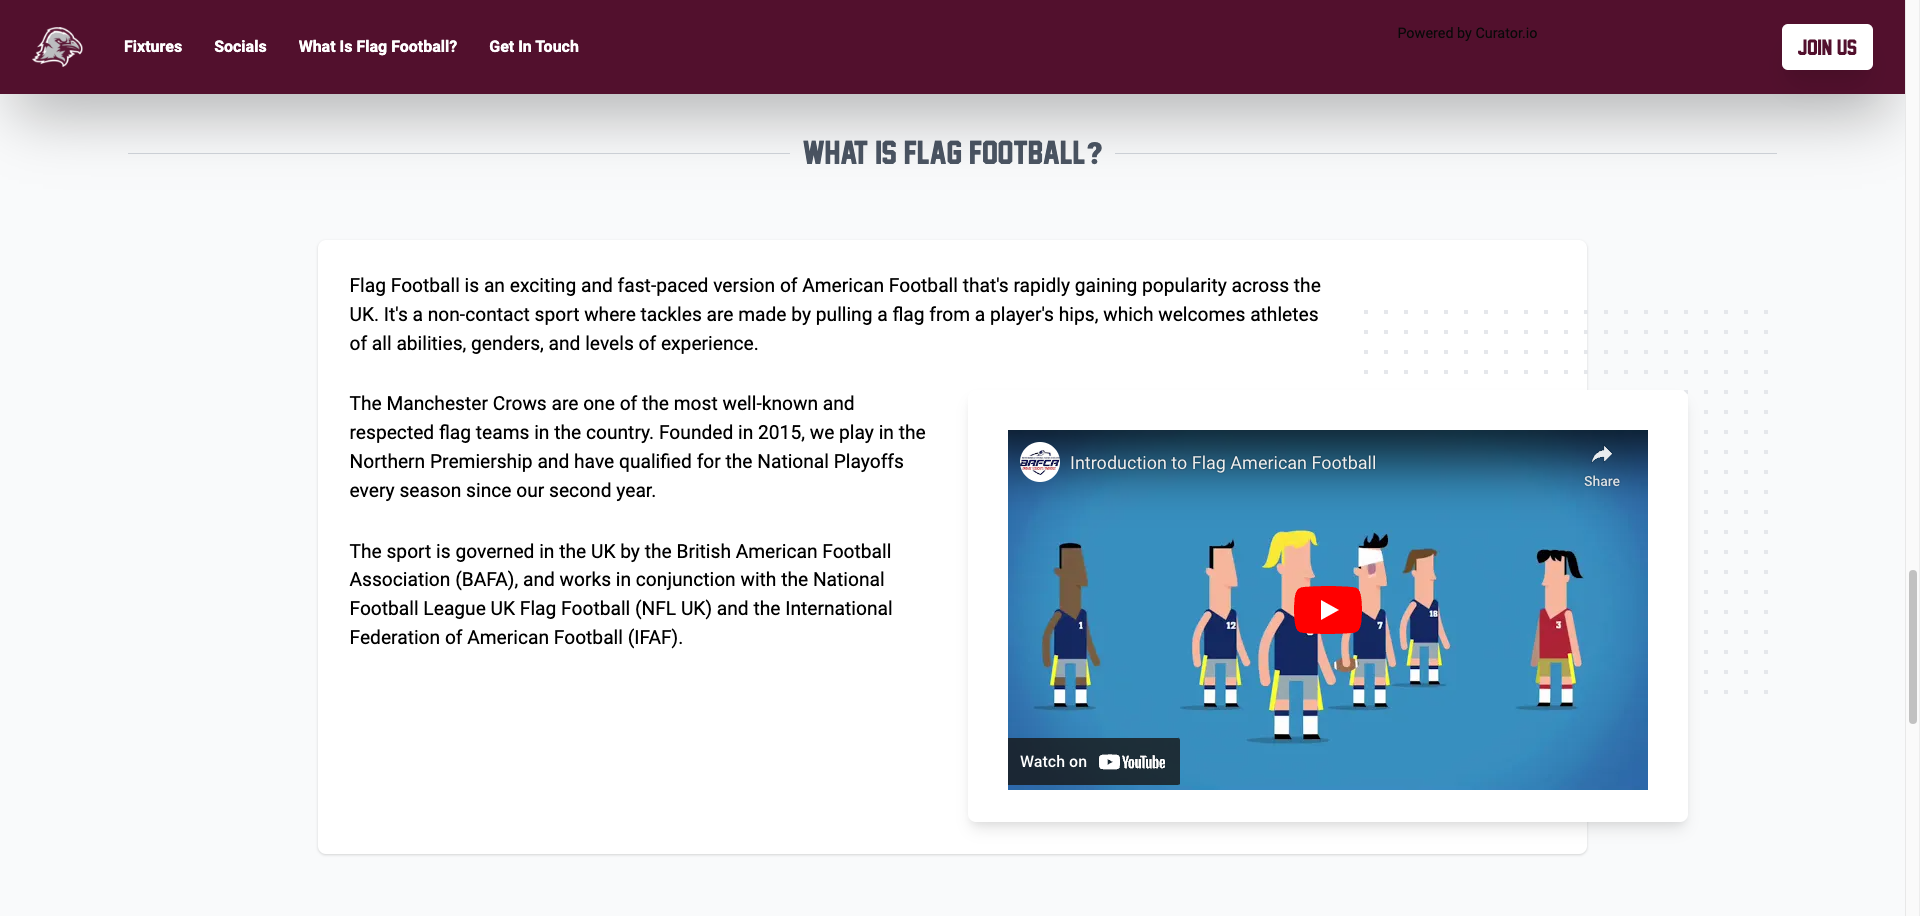 Fixtures
Socials
What Is Flag Football?
Get In Touch
Powered by Curator.io
JOIN US
WHAT IS FLAG FOOTBALL?
Flag Football is an exciting and fast-paced version of American Football that's rapidly gaining popularity across the
UK. It's a non-contact sport where tackles are made by pulling a flag from a player's hips, which welcomes athletes
of all abilities, genders, and levels of experience.
The Manchester Crows are one of the most well-known and
respected flag teams in the country. Founded in 2015, we play in the
Northern Premiership and have qualified for the National Playoffs
every season since our second year.
The sport is governed in the UK by the British American Football
Association (BAFA), and works in conjunction with the National
Football League UK Flag Football (NFL UK) and the International
Federation of American Football (IFAF).
BAFCA
Introduction to Flag American Football
Share
1
12
7
18
3
Watch on YouTube